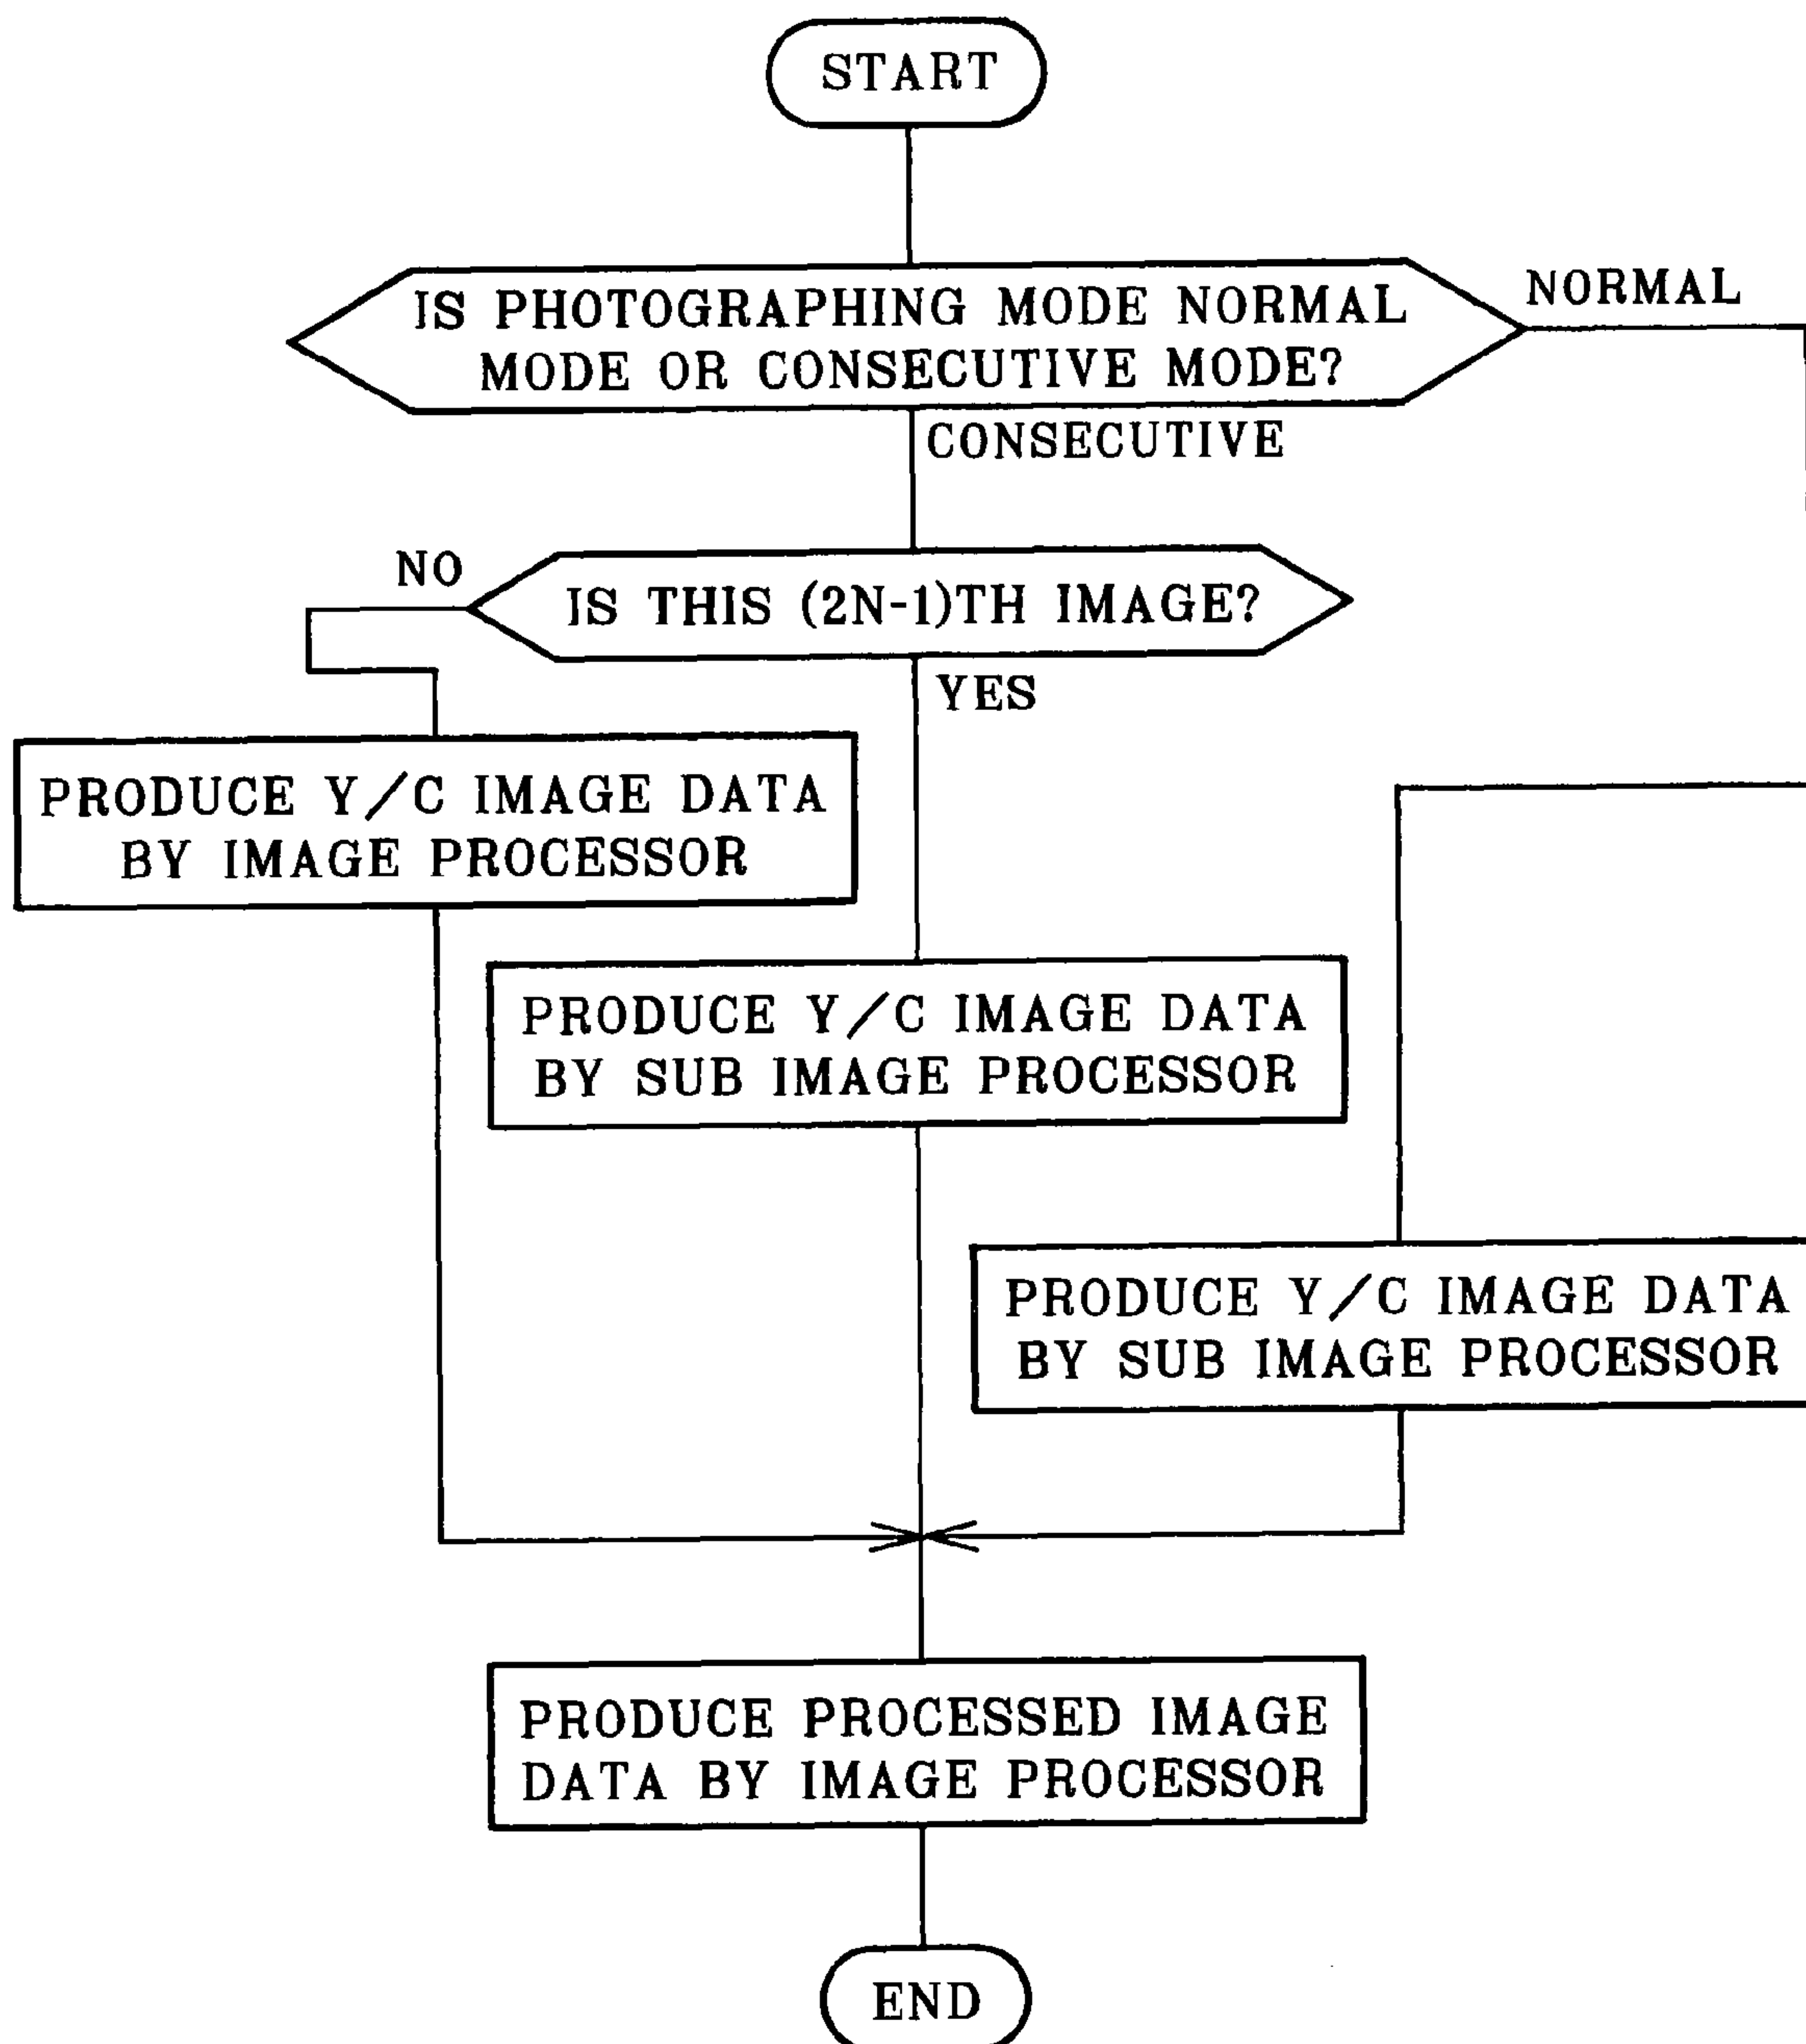 START
IS PHOTOGRAPHING MODE NORMAL
MODE OR CONSECUTIVE MODE?
NORMAL
CONSECUTIVE
NO
IS THIS (2N-1)TH IMAGE?
YES
PRODUCE Y/C IMAGE DATA
BY IMAGE PROCESSOR
PRODUCE Y/C IMAGE DATA
BY SUB IMAGE PROCESSOR
PRODUCE Y/C IMAGE DATA
BY SUB IMAGE PROCESSOR
PRODUCE PROCESSED IMAGE
DATA BY IMAGE PROCESSOR
END